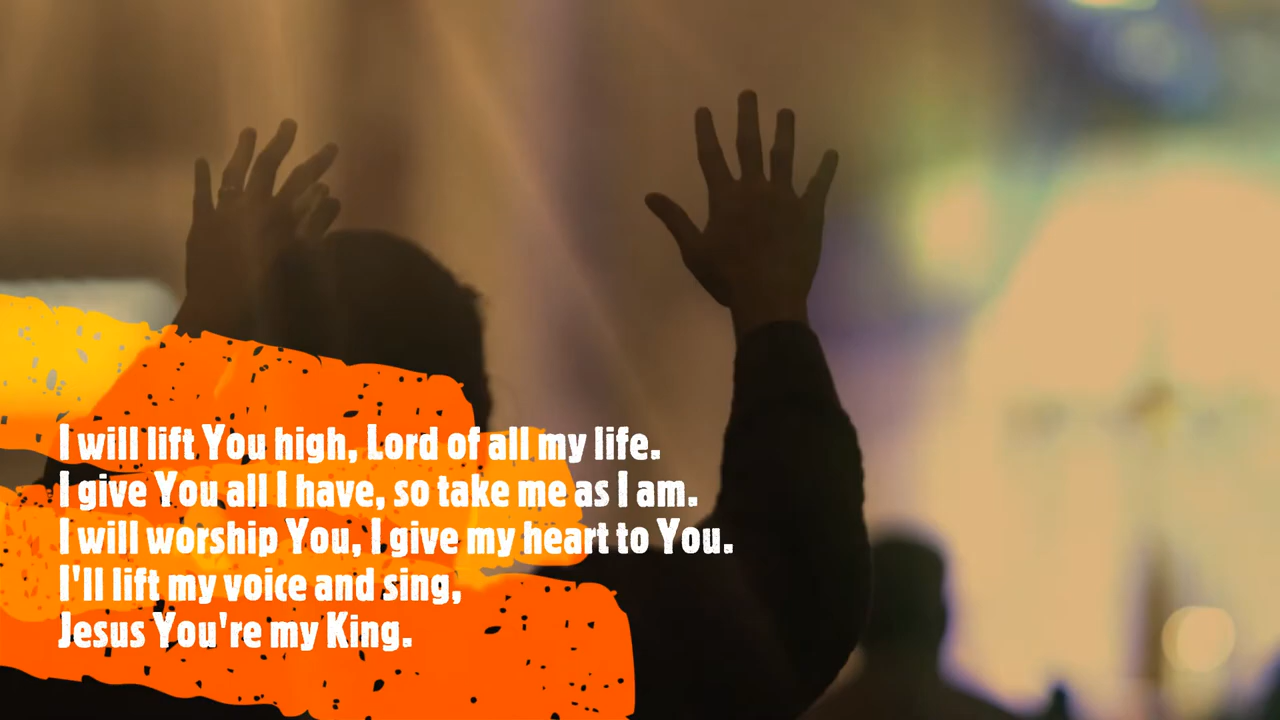 I will lift You high, Lord of all my life.
I give You all I have, so take me as I am.
I will worship You, I give my heart to You.
I'll lift my voice and sing,
Jesus You're my King.